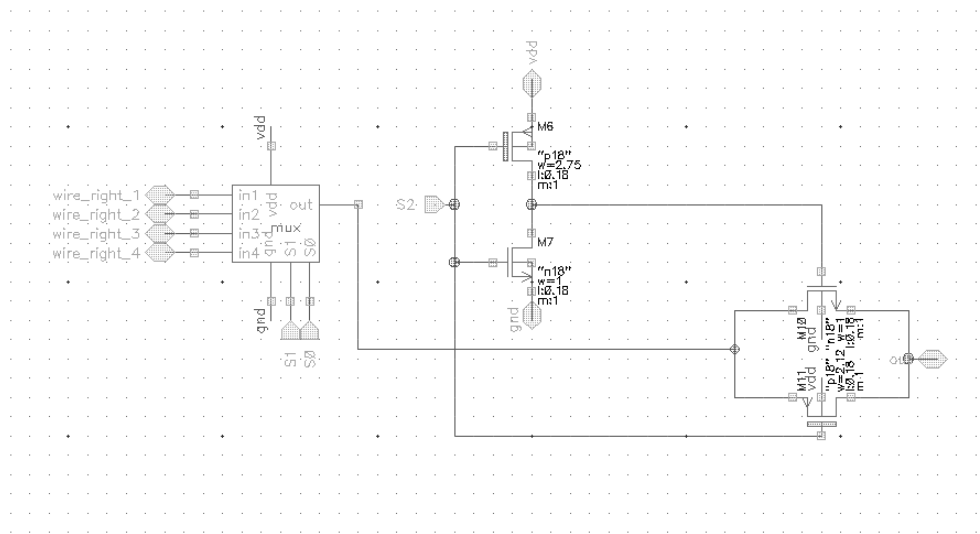 vdd
M6
"p18"
w=2.75
l:0.18
m:1
vdd
wire_right_1
wire_right_2
wire_right_3
wire_right_4
in1
in2
in3
in4
vdd
gnd
mux
out
S1
S0
gnd
S1
S0
S2
M7
"n18"
w=1
l:0.18
m:1
gnd
M10
gnd
"n18"
w=1
l:0.18
m:1
M11
vdd
"p18"
w=2.12
l:0.18
m:1